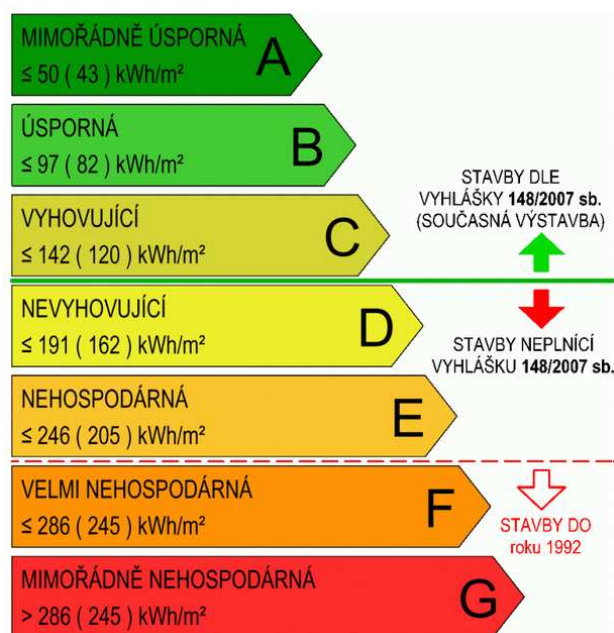 MIMOŘÁDNĚ ÚSPORNÁ
≤ 50 ( 43 ) kWh/m²
A
ÚSPORNÁ
≤ 97 ( 82 ) kWh/m²
B
VYHOVUJÍCÍ
≤ 142 ( 120 ) kWh/m²
C
STAVBY DLE
VYHLÁŠKY 148/2007 sb.
(SOUČASNÁ VÝSTAVBA)
NEVYHOVUJÍCÍ
≤ 191 ( 162 ) kWh/m²
D
STAVBY NEPLNÍCÍ
VYHLÁŠKU 148/2007 sb.
NEHOSPODÁRNÁ
≤ 246 ( 205 ) kWh/m²
E
VELMI NEHOSPODÁRNÁ
≤ 286 ( 245 ) kWh/m²
F
STAVBY DO
roku 1992
MIMOŘÁDNĚ NEHOSPODÁRNÁ
> 286 ( 245 ) kWh/m²
G